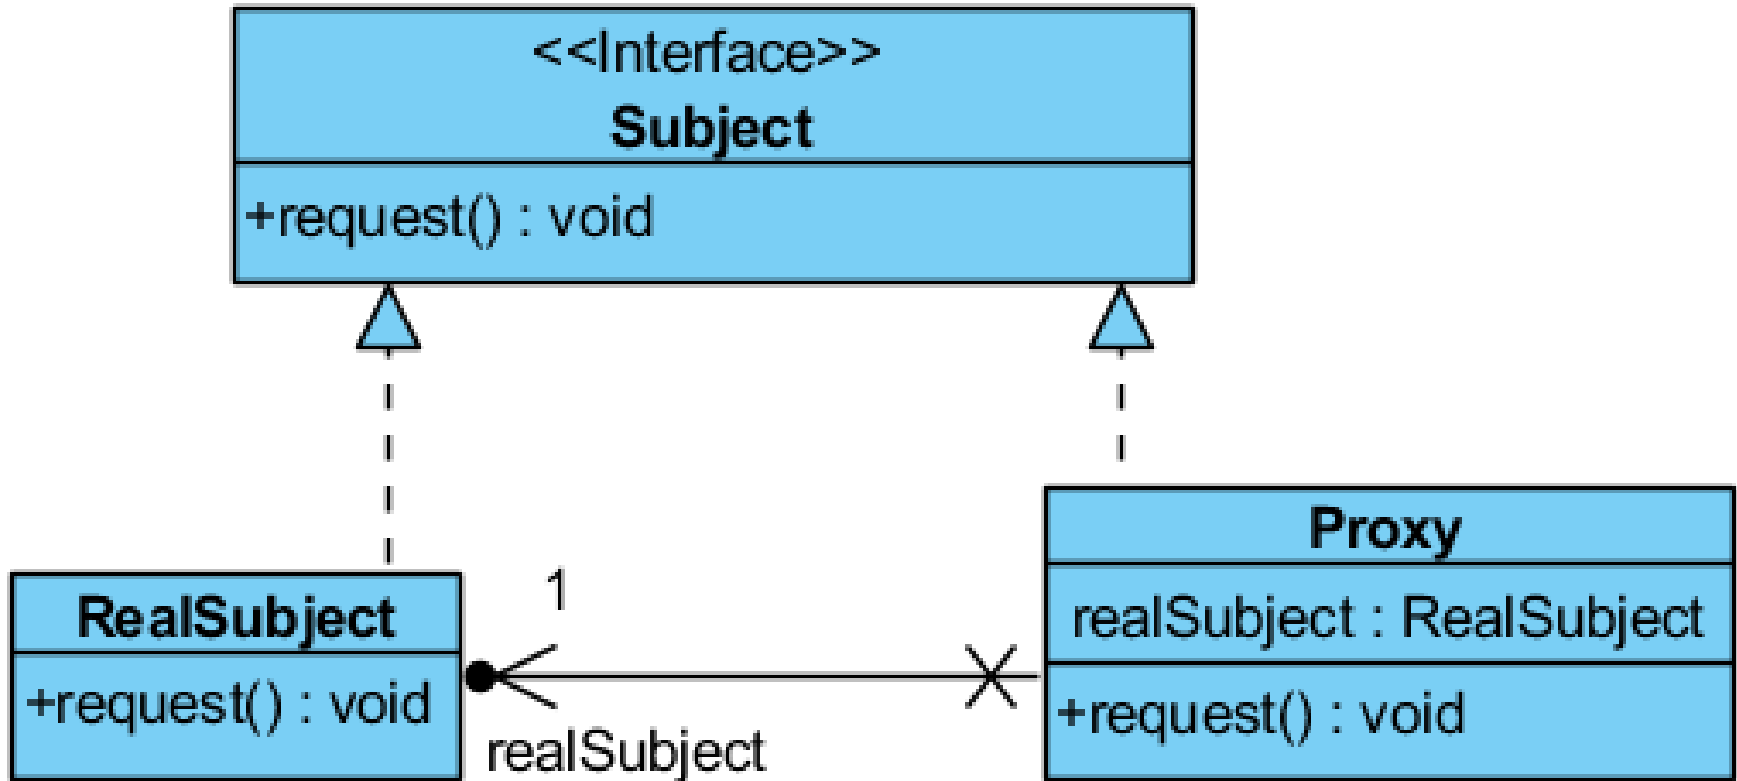 <<Interface>>
Subject
+request() : void
RealSubject
+request() : void
1
realSubject
Proxy
realSubject : RealSubject
+request() : void